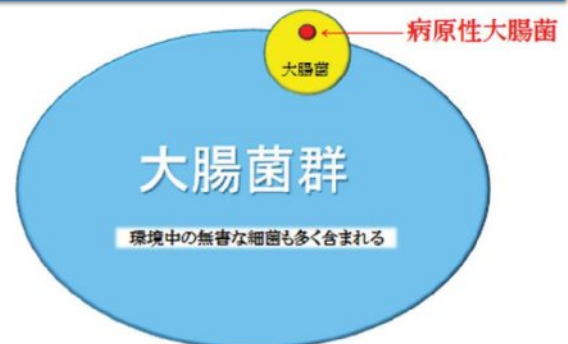 病原性大腸菌
大腸菌
大腸菌群
環境中の無害な細菌も多く含まれる